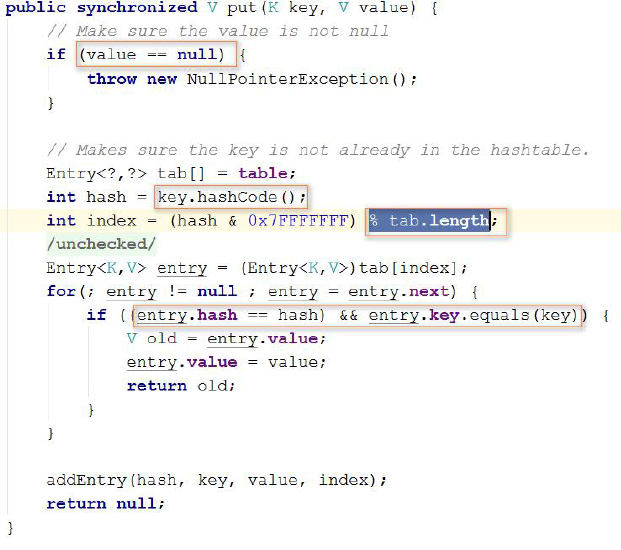 public synchronized V put(K key, V value) {
// Make sure the value is not null
if (value == null) {
throw new NullPointerException();
}
// Makes sure the key is not already in the hashtable.
Entry<?,?> tab[] = table;
int hash = key.hashCode();
int index = (hash & 0x7FFFFFFF) % tab.length;
/unchecked/
Entry<K,V> entry = (Entry<K,V>)tab[index];
for(; entry != null ; entry = entry.next) {
if ((entry.hash == hash) && entry.key.equals(key)) {
V old = entry.value;
entry.value = value;
return old;
}
}
addEntry(hash, key, value, index);
return null;
}